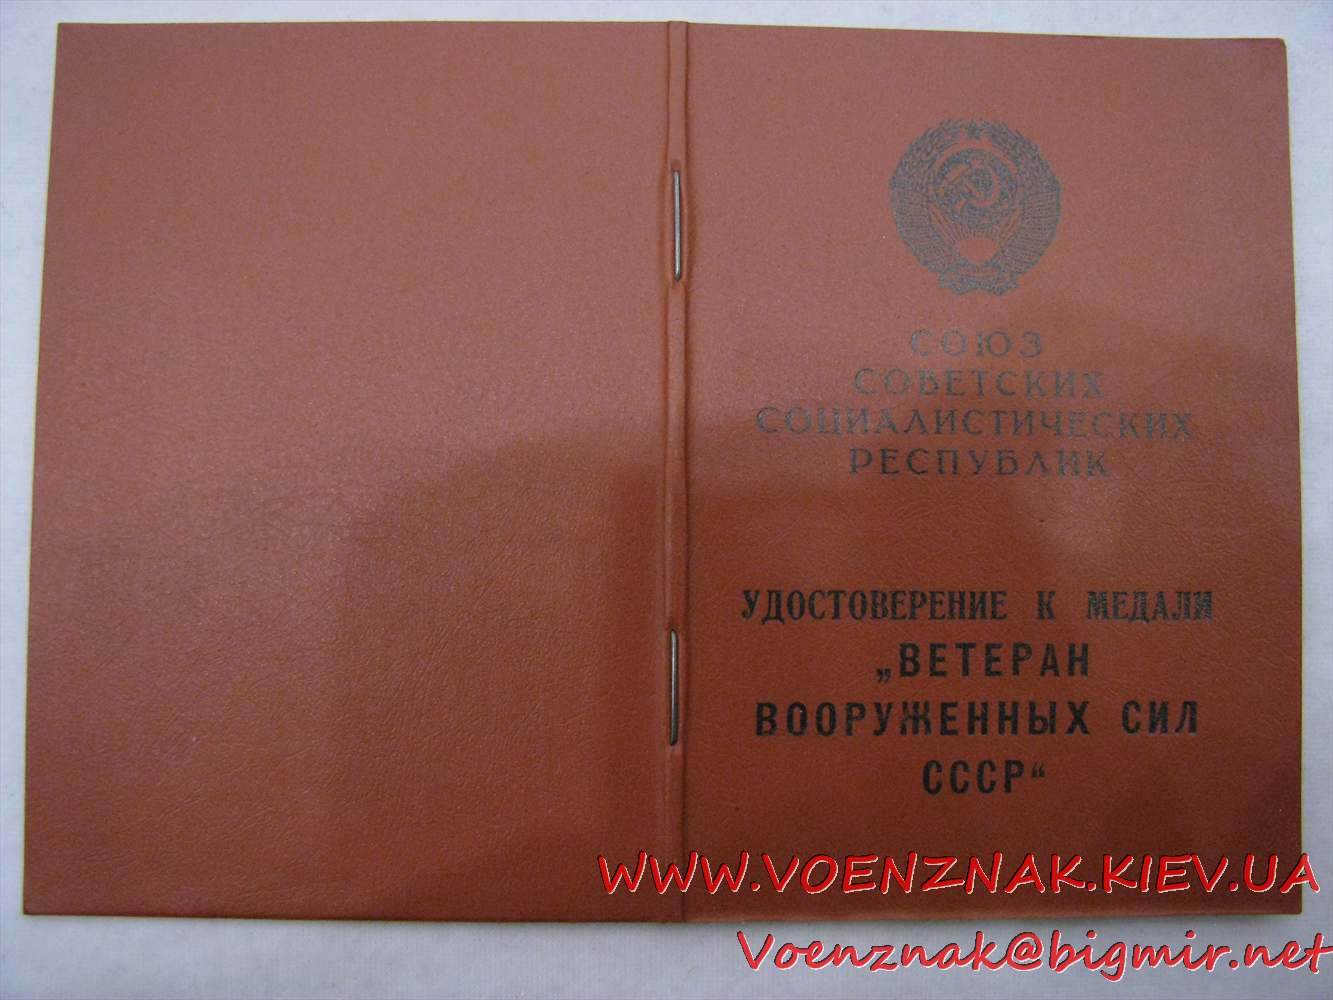 СОЮЗ
СОВЕТСКИХ
СОЦИАЛИСТИЧЕСКИХ
РЕСПУБЛИК
УДОСТОВЕРЕНИЕ К МЕДАЛИ
„ВЕТЕРАН
ВООРУЖЕННЫХ СИЛ
СССР“
WWW.VOENZNAK.KIEV.UA
Voenznak@bigmir.net